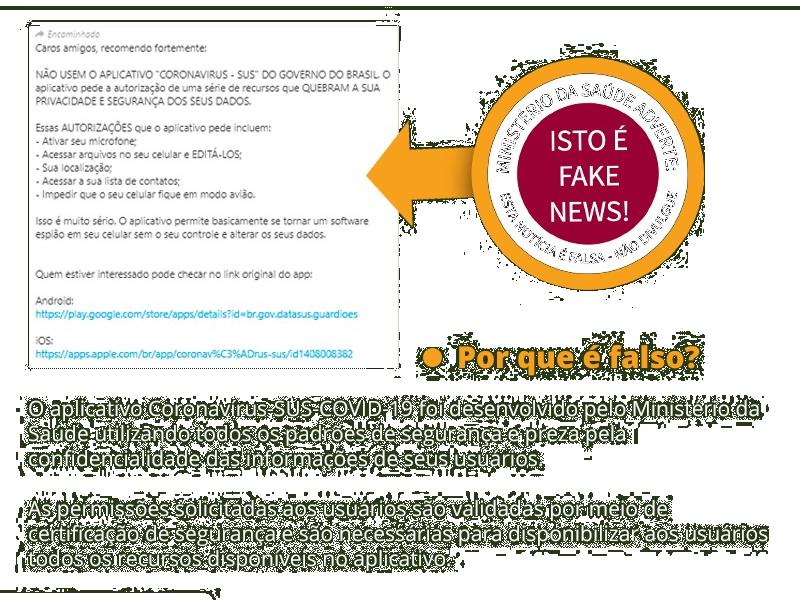 Encaminhada
Caros amigos, recomendo fortemente:
NÃO USEM O APLICATIVO "CORONAVIRUS - SUS" DO GOVERNO DO BRASIL. O
aplicativo pede a autorização de uma série de recursos que QUEBRAM A SUA
PRIVACIDADE E SEGURANÇA DOS SEUS DADOS.
Essas AUTORIZAÇÕES que o aplicativo pede incluem:
- Ativar seu microfone;
- Acessar arquivos no seu celular e EDITÁ-LOS;
- Sua localização;
- Acessar a sua lista de contatos;
- Impedir que o seu celular fique em modo avião.
Isso é muito sério. O aplicativo permite basicamente se tornar um software
espião em seu celular sem o seu controle e alterar os seus dados.
Quem estiver interessado pode checar no link original do app:
Android:
https://play.google.com/store/apps/details?id=br.gov.datasus.guardioes
iOS:
https://apps.apple.com/br/app/coronav%C3%ADrus-sus/id1408008382
MINISTÉRIO DA SAÚDE ADVERTE:
ISTO É
FAKE
NEWS!
ESTA NOTÍCIA É FALSA - NÃO DIVULGUE
Por que é falso?
O aplicativo Coronavírus-SUS-COVID-19 foi desenvolvido pelo Ministério da
Saúde utilizando todos os padrões de segurança e preza pela
confidencialidade das informações de seus usuários.
As permissões solicitadas aos usuários são validadas por meio de
certificação de segurança e são necessárias para disponibilizar aos usuários
todos os recursos disponíveis no aplicativo.